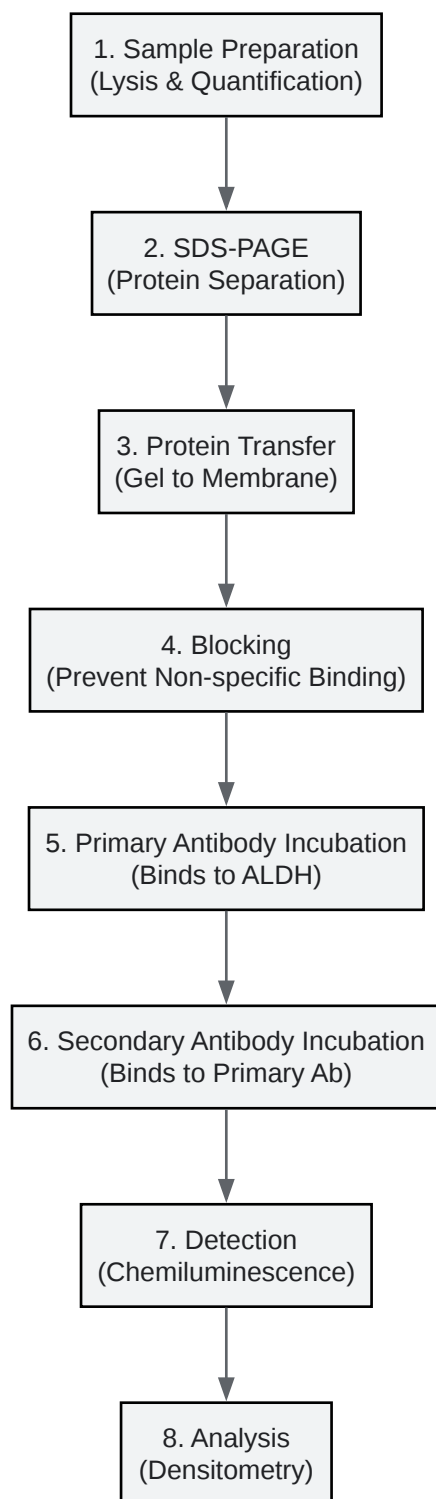 1. Sample Preparation
(Lysis & Quantification)
2. SDS-PAGE
(Protein Separation)
3. Protein Transfer
(Gel to Membrane)
4. Blocking
(Prevent Non-specific Binding)
5. Primary Antibody Incubation
(Binds to ALDH)
6. Secondary Antibody Incubation
(Binds to Primary Ab)
7. Detection
(Chemiluminescence)
8. Analysis
(Densitometry)